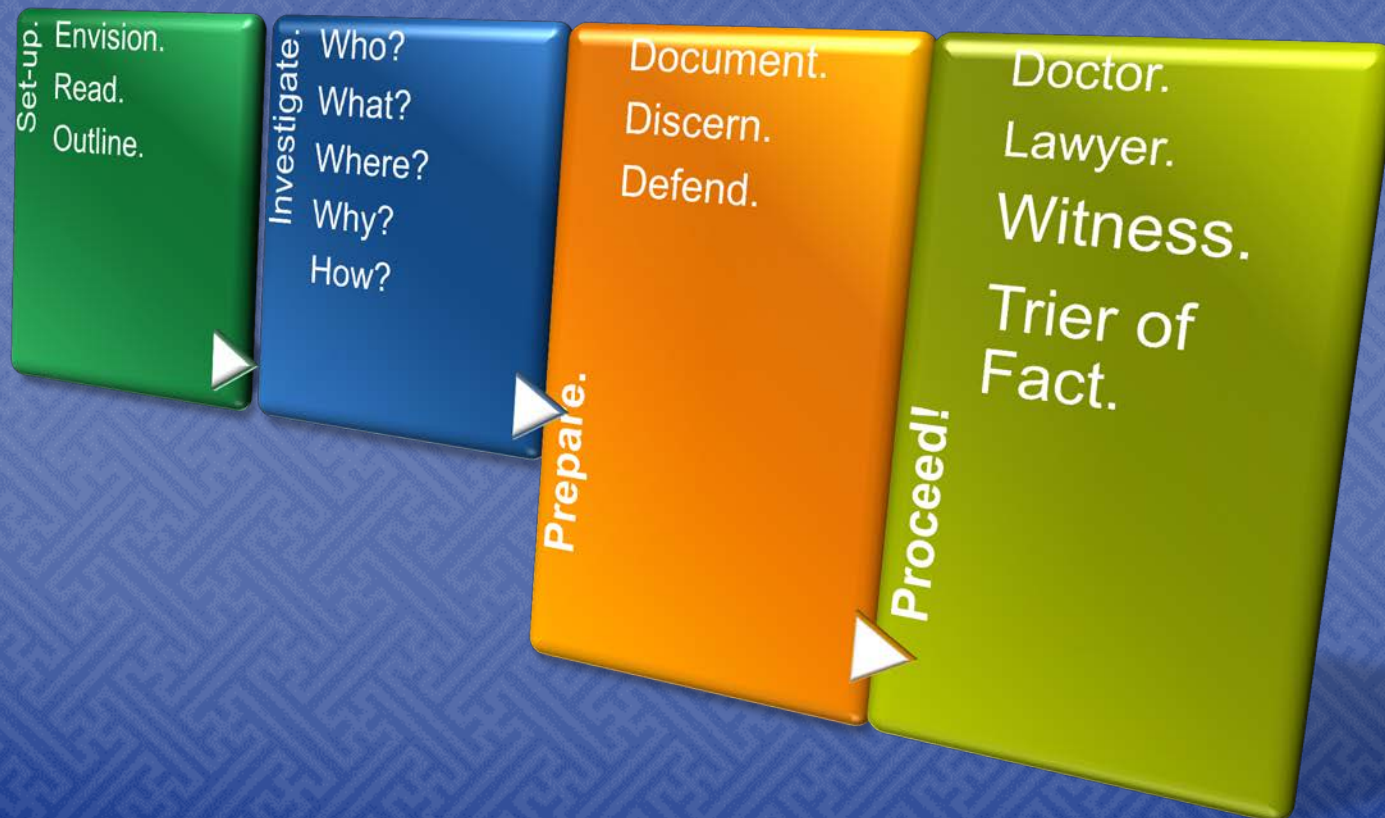 Set-up.
Envision.
Read.
Outline.
Investigate.
Who?
What?
Where?
Why?
How?
Prepare.
Document.
Discern.
Defend.
Proceed!
Doctor.
Lawyer.
Witness.
Trier of
Fact.